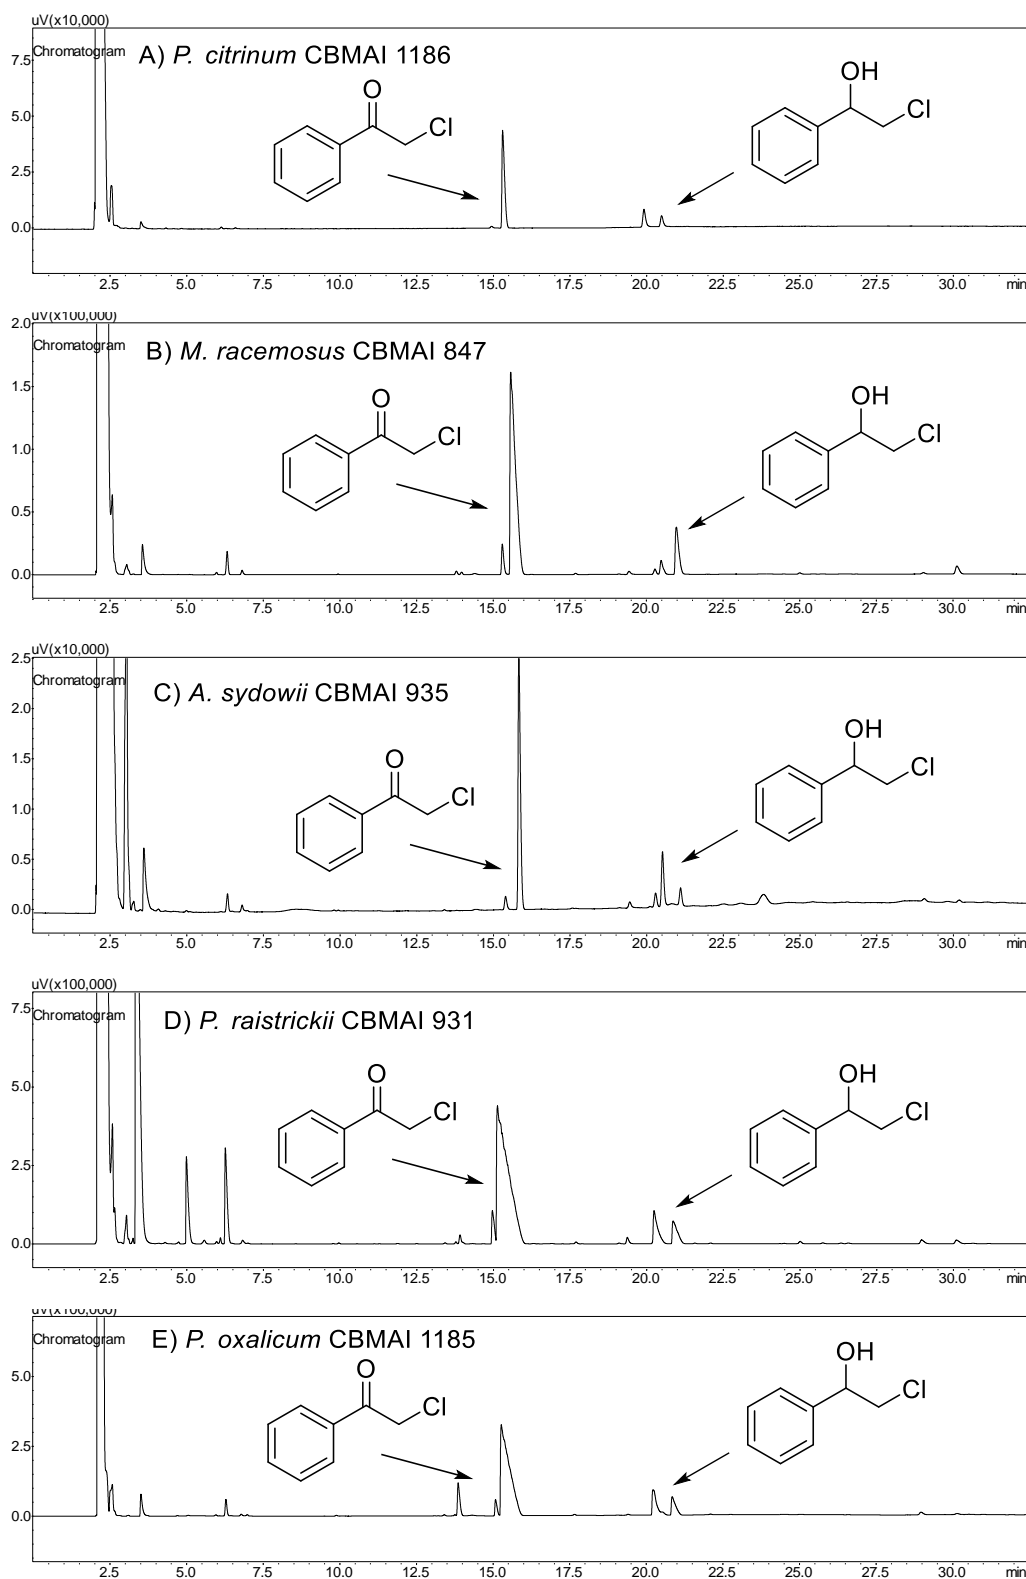 uV(x10,000)
Chromatogram
A) P. citrinum CBMAI 1186
O
Cl
OH
Cl
7.5
5.0
2.5
0.0
2.5 5.0 7.5 10.0 12.5 15.0 17.5 20.0 22.5 25.0 27.5 30.0 min
uV(x100,000)
Chromatogram
B) M. racemosus CBMAI 847
O
Cl
OH
Cl
2.0
1.5
1.0
0.5
0.0
2.5 5.0 7.5 10.0 12.5 15.0 17.5 20.0 22.5 25.0 27.5 30.0 min
uV(x10,000)
Chromatogram
C) A. sydowii CBMAI 935
O
Cl
OH
Cl
2.5
2.0
1.5
1.0
0.5
0.0
2.5 5.0 7.5 10.0 12.5 15.0 17.5 20.0 22.5 25.0 27.5 30.0 min
uV(x100,000)
Chromatogram
D) P. raistrickii CBMAI 931
O
Cl
OH
Cl
7.5
5.0
2.5
0.0
2.5 5.0 7.5 10.0 12.5 15.0 17.5 20.0 22.5 25.0 27.5 30.0 min
uV(x100,000)
Chromatogram
E) P. oxalicum CBMAI 1185
O
Cl
OH
Cl
5.0
2.5
0.0
2.5 5.0 7.5 10.0 12.5 15.0 17.5 20.0 22.5 25.0 27.5 30.0 min